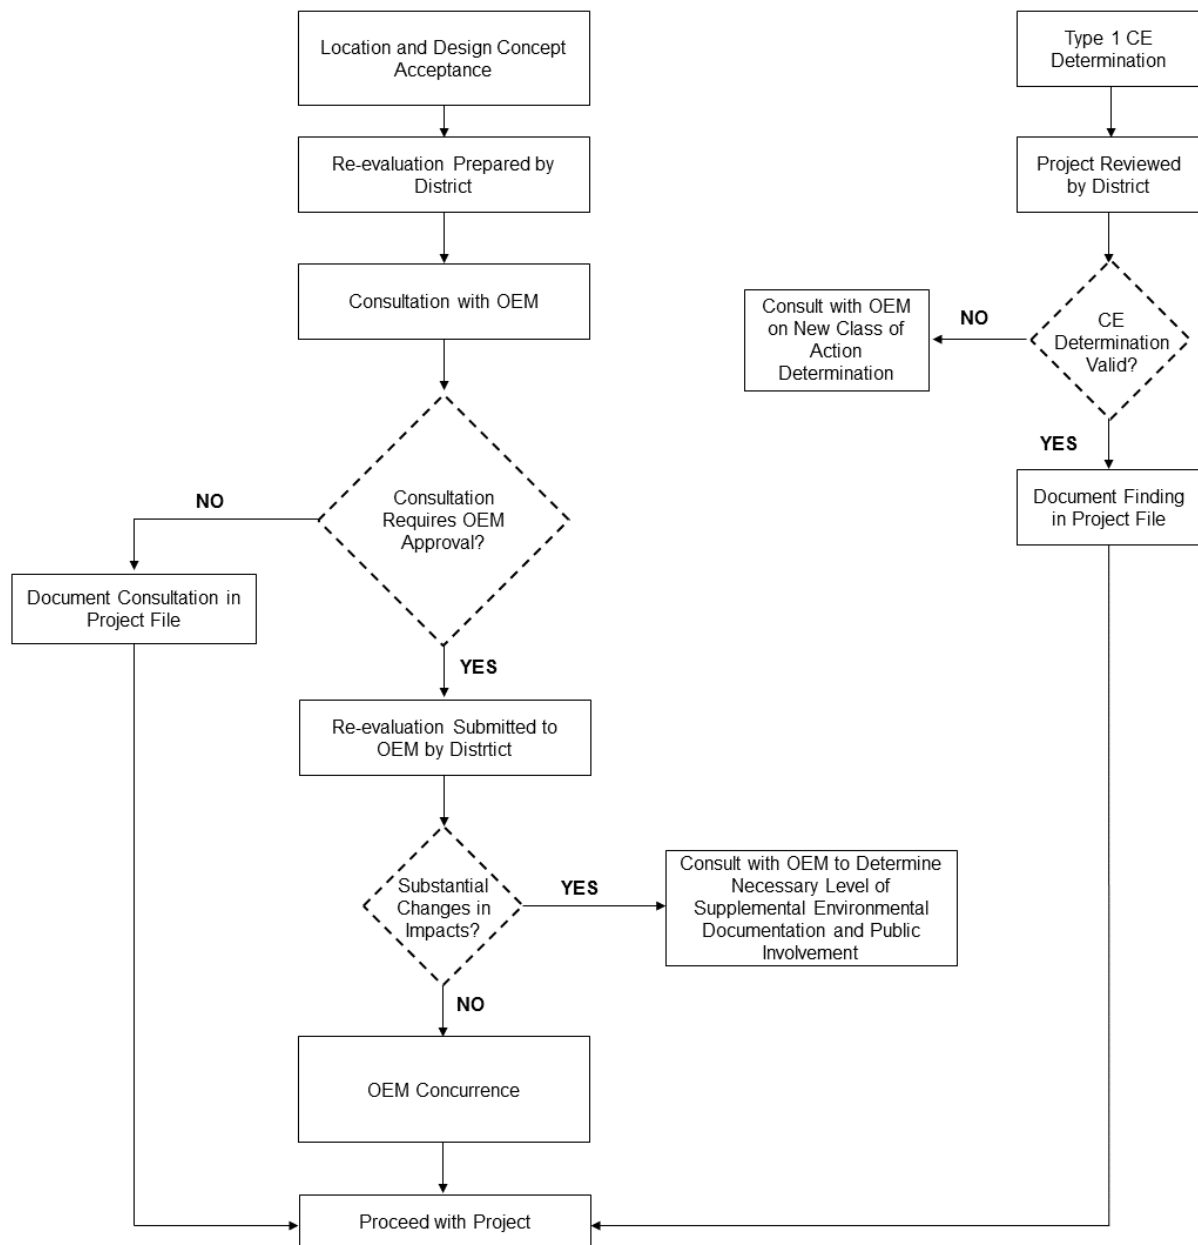 Location and Design Concept
Acceptance
Type 1 CE
Determination
Re-evaluation Prepared by
District
Project Reviewed
by District
Consultation with OEM
Consult with OEM
on New Class of
Action
Determination
NO
CE
Determination
Valid?
YES
Document Finding
in Project File
NO
Consultation
Requires OEM
Approval?
Document Consultation in
Project File
YES
Re-evaluation Submitted to
OEM by Distrtict
Substantial
Changes in
Impacts?
YES
Consult with OEM to Determine
Necessary Level of
Supplemental Environmental
Documentation and Public
Involvement
NO
OEM Concurrence
Proceed with Project